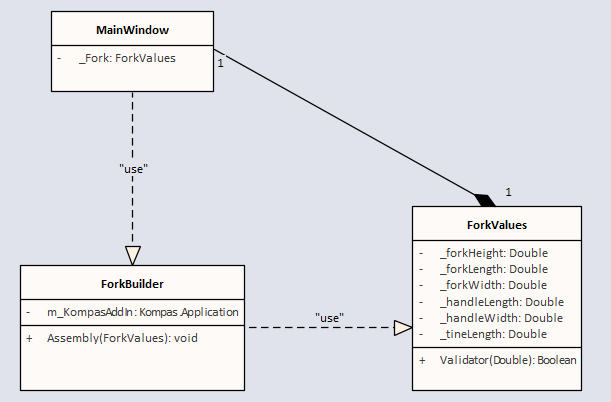 MainWindow
- _Fork: ForkValues
1
"use"
1
ForkValues
- _forkHeight: Double
- _forkLength: Double
- _forkWidth: Double
- _handleLength: Double
- _handleWidth: Double
- _tineLength: Double
+ Validator(Double): Boolean
ForkBuilder
- m_KompasAddIn: Kompas.Application
+ Assembly(ForkValues): void
"use"